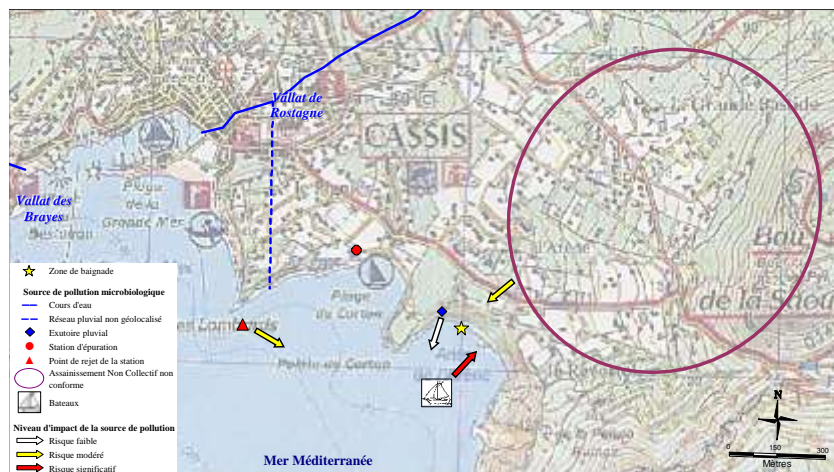 Vallat de
Rostagne
CASSIS
Vallat des
Brayes
Plage
de la
Grande Mer
Plage
du Corton
Pointe du Corton
de l'Arène
Zone de baignade
Source de pollution microbiologique
Cours d'eau
Réseau pluvial non géolocalisé
Exutoire pluvial
Station d'épuration
Point de rejet de la station
Assainissement Non Collectif non
conforme
Bateaux
Niveau d'impact de la source de pollution
Risque faible
Risque modéré
Risque significatif
Mer Méditerranée
N
0 150 300
Mètres